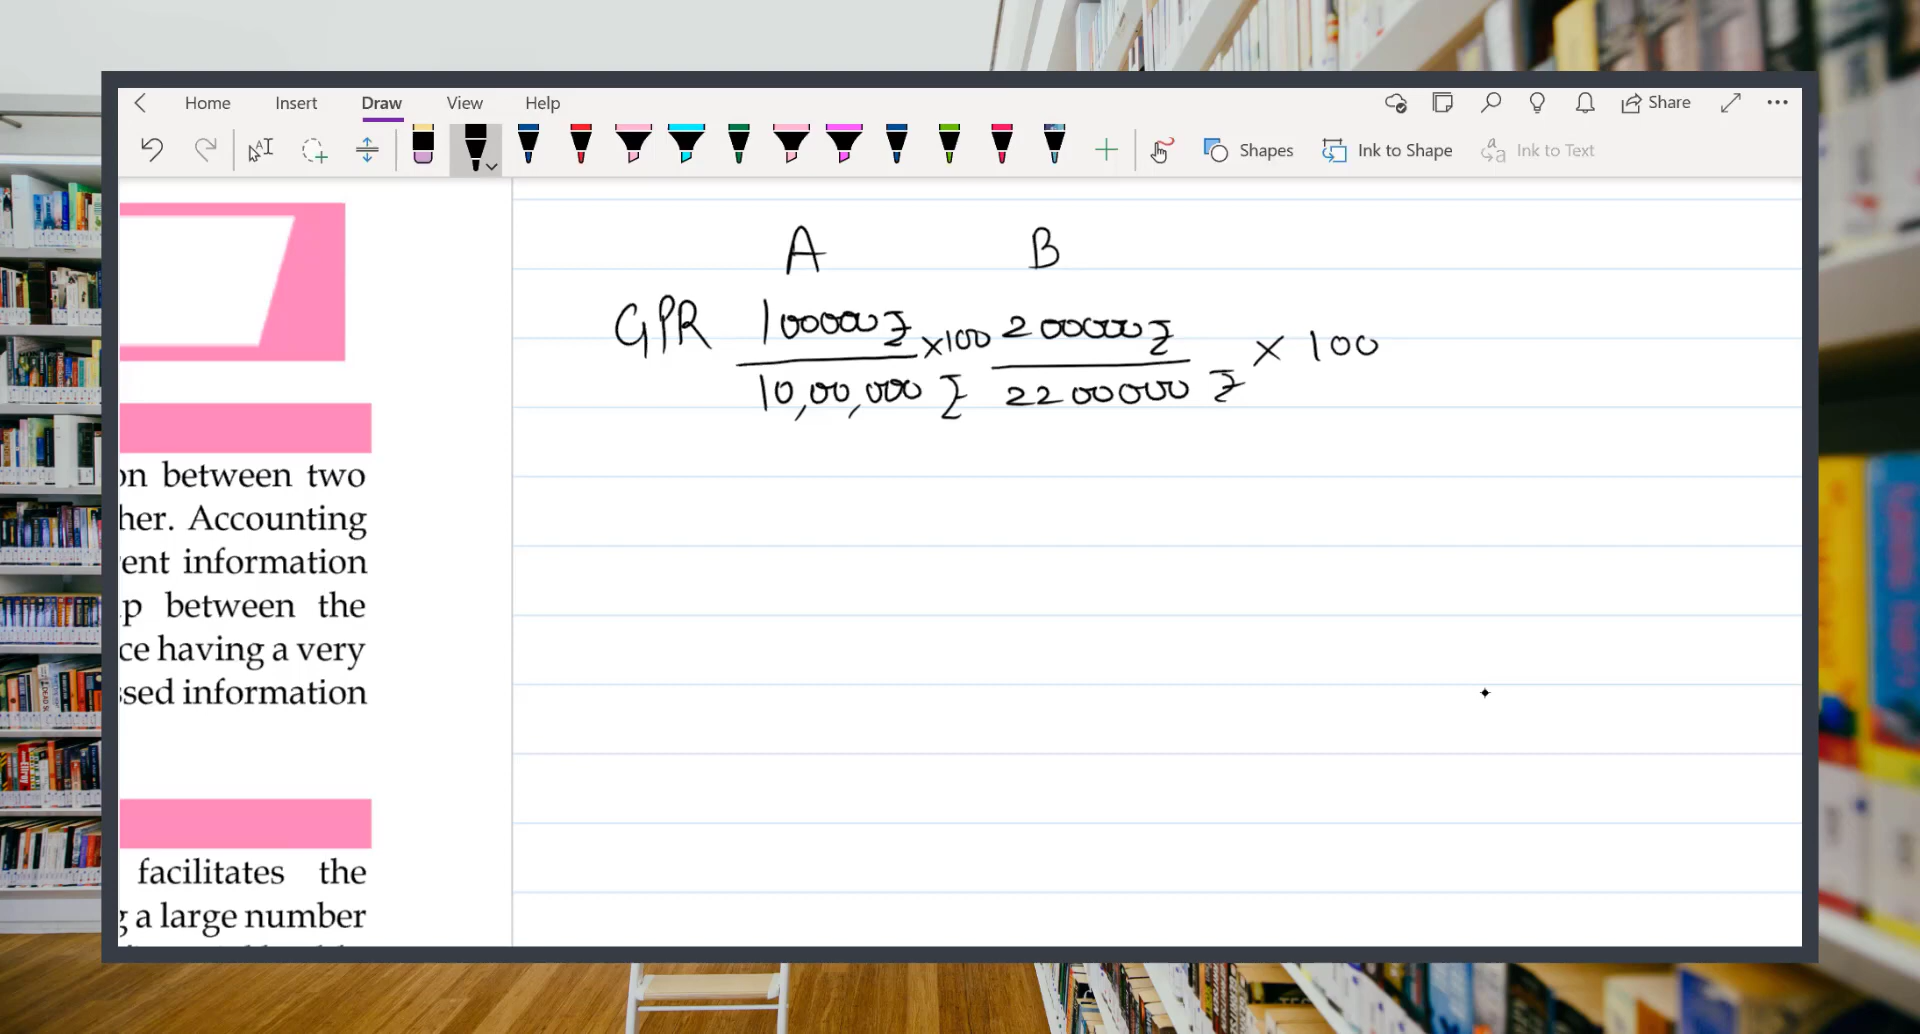 Home Insert Draw View Help Share
Shapes Ink to Shape Ink to Text
A B
GPR 100000 Z ×100 200000 Z × 100
10,00,000 Z 2200000 Z
on between two
her. Accounting
ent information
p between the
ce having a very
ssed information
facilitates the
g a large number